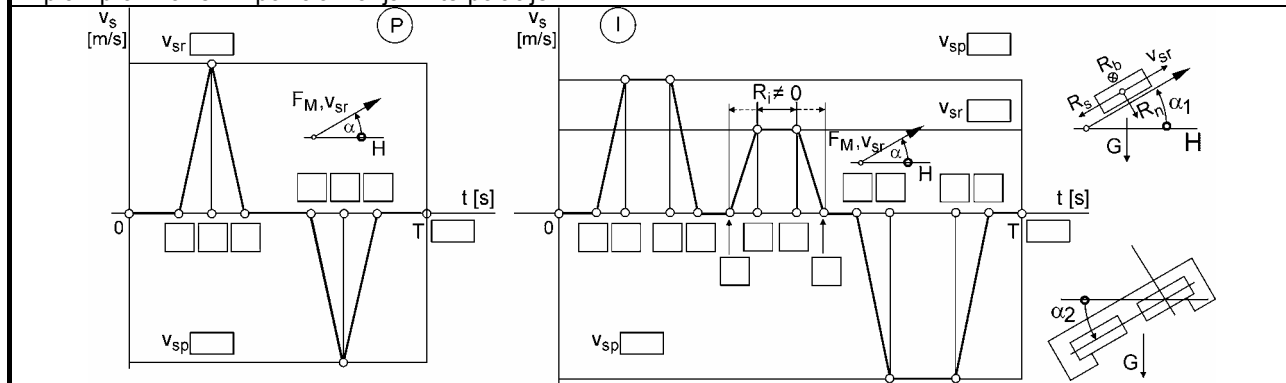 v_s [m/s]
v_sr
P
F_M,v_sr
α
H
t [s]
0
T
v_sp
v_s [m/s]
I
v_sp
R_i ≠ 0
v_sr
F_M,v_sr
α
H
t [s]
0
T
v_sp
R_b
v_sr
R_s
R_n
α1
G
H
α2
G